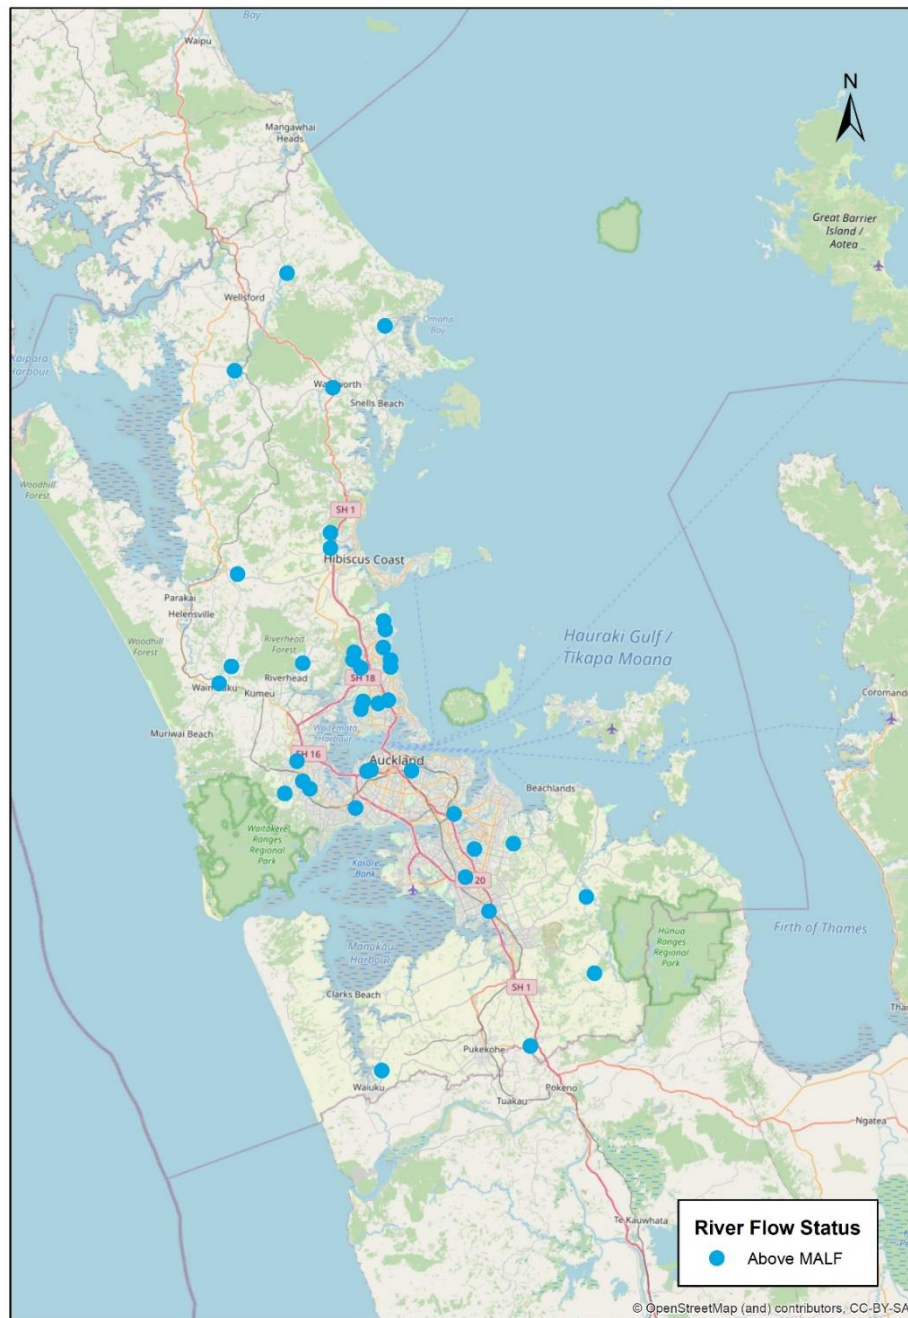 Bay
Waipu
N
Mangawhai
Heads
Great Barrier
Island /
Aotea
Wellsford
Omaha
Bay
Kaipara
Harbour
Snells Beach
Woodhill
Forest
SH 1
Hibiscus Coast
Parakai
Helensville
Hauraki Gulf /
Tikapa Moana
Woodhill
Forest
Riverhead
Forest
Riverhead
SH 18
Kumeu
Coromand
Muriwai Beach
Waitemata
Harbour
SH 16
Auckland
Beachlands
Waitākere
Ranges
Regional
Park
Karore
Bank
20
Hūnua
Ranges
Regional
Park
Firth of Thames
Manukau
Harbour
Clarks Beach
SH 1
Tha
Pukekohe
Waiuku
Pokeno
Tuakau
Ngatea
Te Kauwhata
River Flow Status
Above MALF
© OpenStreetMap (and) contributors, CC-BY-SA